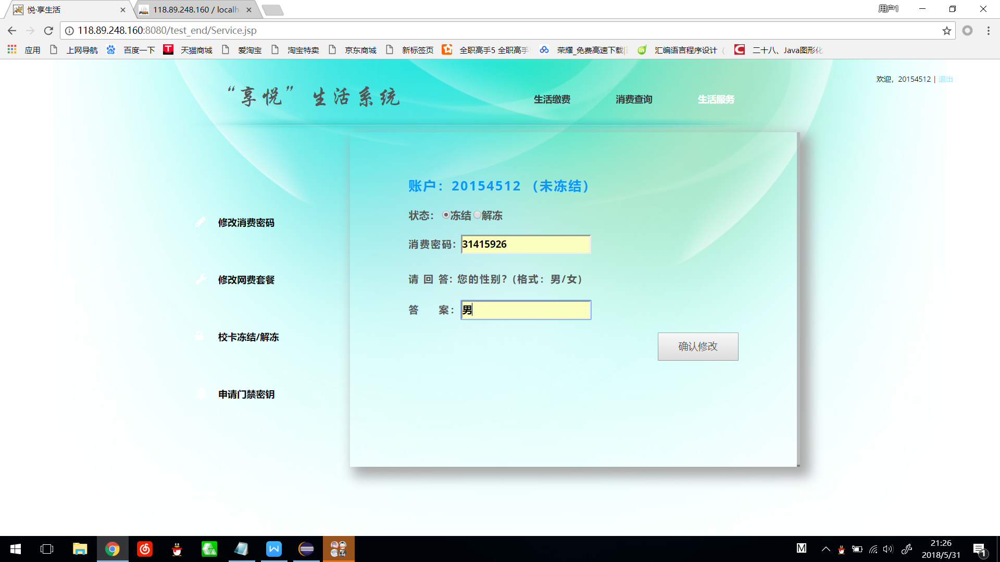 悦·享生活
118.89.248.160 / localh
用户1
118.89.248.160:8080/test_end/Service.jsp
应用 上网导航 百度一下 天猫商城 爱淘宝 淘宝特卖 京东商城 新标签页 全职高手5 全职高手 荣耀_免费高速下载 汇编语言程序设计 ( 二十八、Java图形化
欢迎，20154512 | 退出
“享悦”生活系统
生活缴费 消费查询 生活服务
账户：20154512 （未冻结）
状态： 冻结 解冻
修改消费密码
消费密码：31415926
修改网费套餐
请 回 答：您的性别？(格式：男/女)
答 案：男
校卡冻结/解冻
确认修改
申请门禁密钥
M
21:26
2018/5/31
1